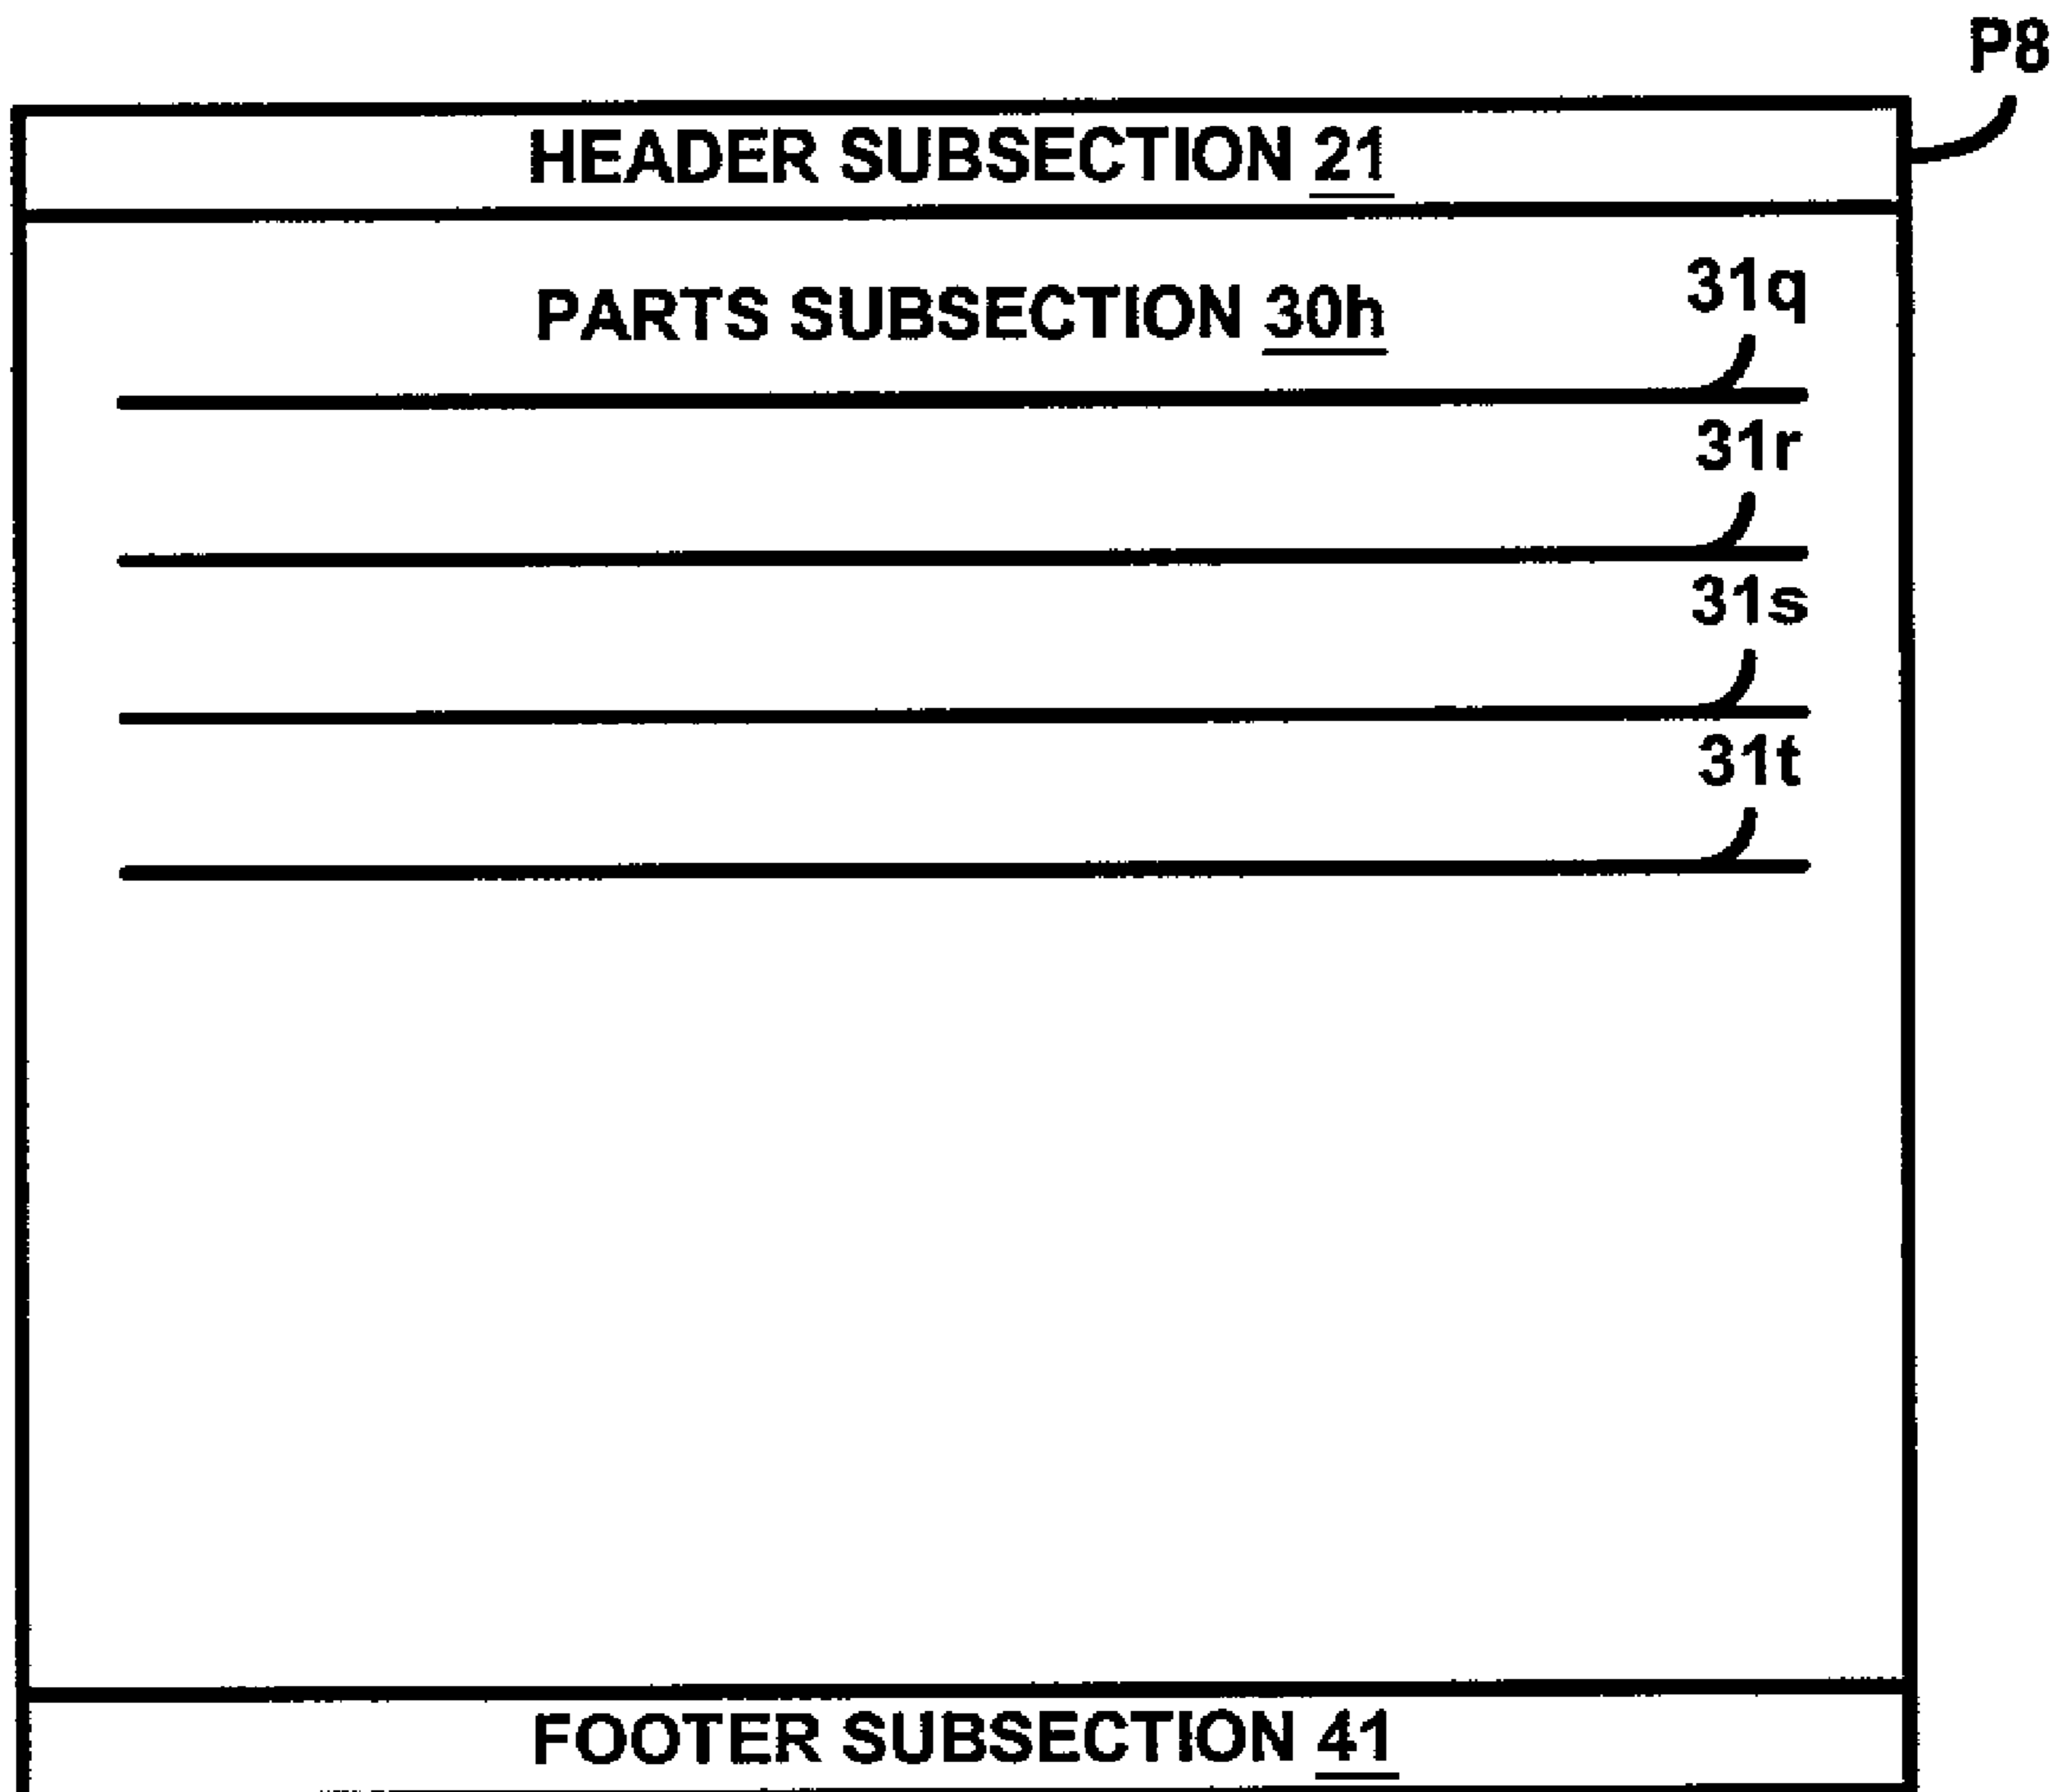 P8
HEADER SUBSECTION 21
31q
PARTS SUBSECTION 30h
31r
31s
31t
FOOTER SUBSECTION 41